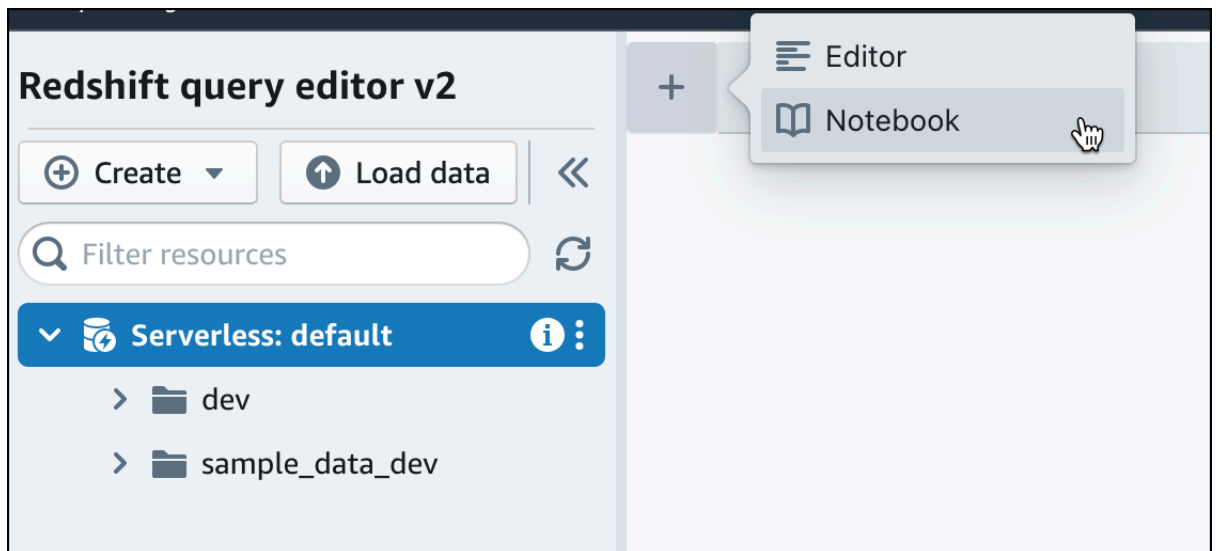 Redshift query editor v2
Create
Load data
Filter resources
Serverless: default
dev
sample_data_dev
Editor
Notebook